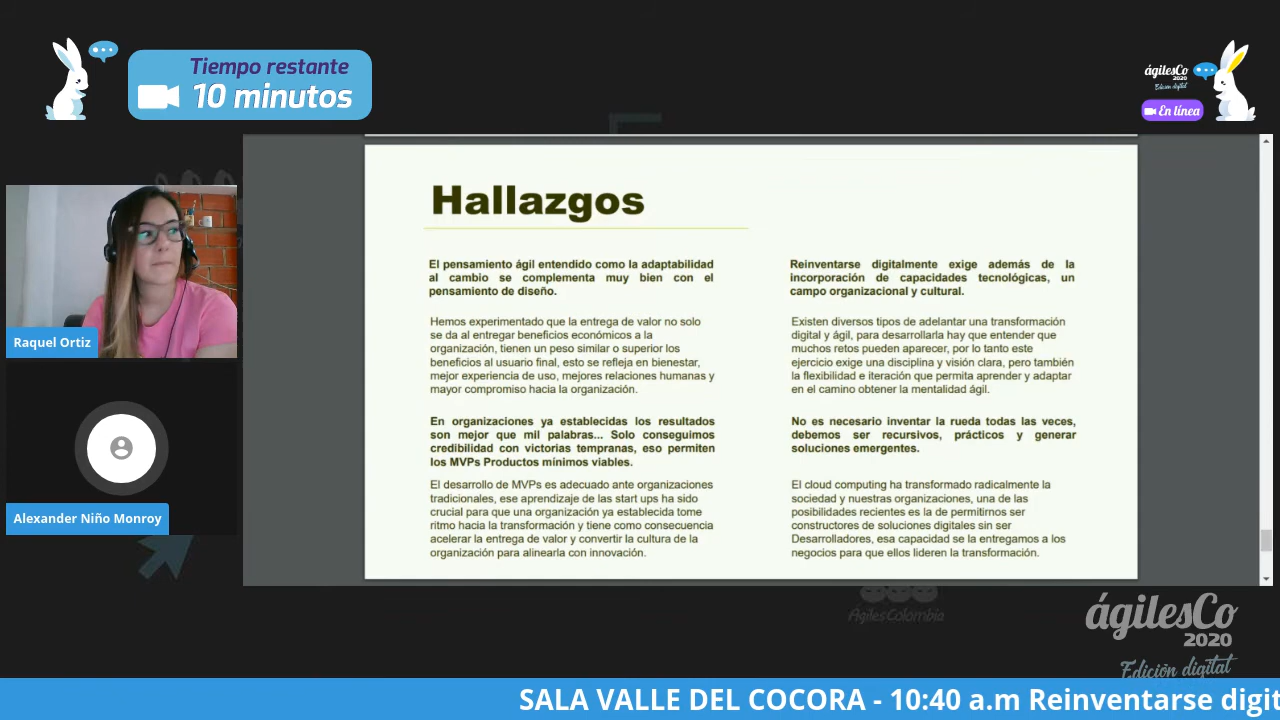 Tiempo restante
10 minutos
ágilesCo
2020
Edición digital
En línea
Hallazgos
El pensamiento ágil entendido como la adaptabilidad
al cambio se complementa muy bien con el
pensamiento de diseño.
Hemos experimentado que la entrega de valor no solo
se da al entregar beneficios económicos a la
organización, tienen un peso similar o superior los
beneficios al usuario final, esto se refleja en bienestar,
mejor experiencia de uso, mejores relaciones humanas y
mayor compromiso hacia la organización.
En organizaciones ya establecidas los resultados
son mejor que mil palabras... Solo conseguimos
credibilidad con victorias tempranas, eso permiten
los MVPs Productos mínimos viables.
El desarrollo de MVPs es adecuado ante organizaciones
tradicionales, ese aprendizaje de las start ups ha sido
crucial para que una organización ya establecida tome
ritmo hacia la transformación y tiene como consecuencia
acelerar la entrega de valor y convertir la cultura de la
organización para alinearla con innovación.
Reinventarse digitalmente exige además de la
incorporación de capacidades tecnológicas, un
campo organizacional y cultural.
Existen diversos tipos de adelantar una transformación
digital y ágil, para desarrollarla hay que entender que
muchos retos pueden aparecer, por lo tanto este
ejercicio exige una disciplina y visión clara, pero también
la flexibilidad e iteración que permita aprender y adaptar
en el camino obtener la mentalidad ágil.
No es necesario inventar la rueda todas las veces,
debemos ser recursivos, prácticos y generar
soluciones emergentes.
El cloud computing ha transformado radicalmente la
sociedad y nuestras organizaciones, una de las
posibilidades recientes es la de permitirnos ser
constructores de soluciones digitales sin ser
Desarrolladores, esa capacidad se la entregamos a los
negocios para que ellos lideren la transformación.
Raquel Ortiz
Alexander Niño Monroy
ÁgilesColombia
ágilesCo
2020
Edición digital
SALA VALLE DEL COCORA - 10:40 a.m Reinventarse digit